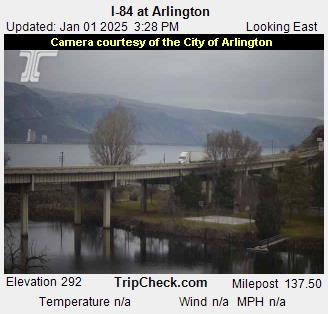 I-84 at Arlington
Updated: Jan 01 2025 3:28 PM Looking East
Camera courtesy of the City of Arlington
Elevation 292 TripCheck.com Milepost 137.50
Temperature n/a Wind n/a MPH n/a